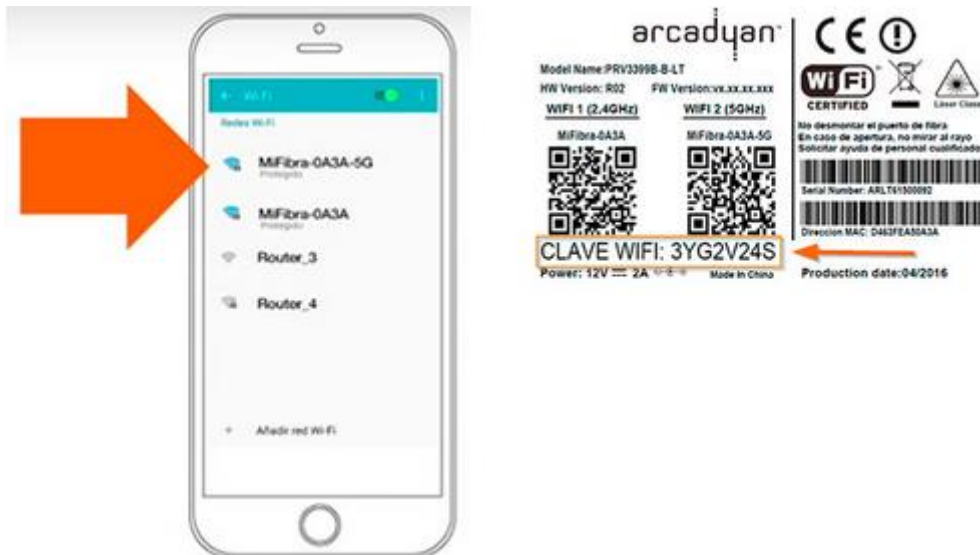 Wi-Fi
Redes Wi-Fi
MiFibra-0A3A-5G
Protegido
MiFibra-0A3A
Protegido
Router_3
Router_4
Añadir red Wi-Fi
arcadyan
Model Name:PRV3399B-B-LT
HW Version: R02 FW Version:vx.xx.xx.xxx
WIFI 1 (2,4GHz) WIFI 2 (5GHz)
MiFibra-0A3A MiFibra-0A3A-5G
CLAVE WIFI: 3YG2V24S
Power: 12V 2A Made in China
CE
Wi Fi
CERTIFIED
Láser Clase
No desmontar el puerto de fibra
En caso de apertura, no mirar al rayo
Solicitar ayuda de personal cualificado
Serial Number: ARLT61500092
Direccion MAC: D463FEA50A3A
Production date:04/2016